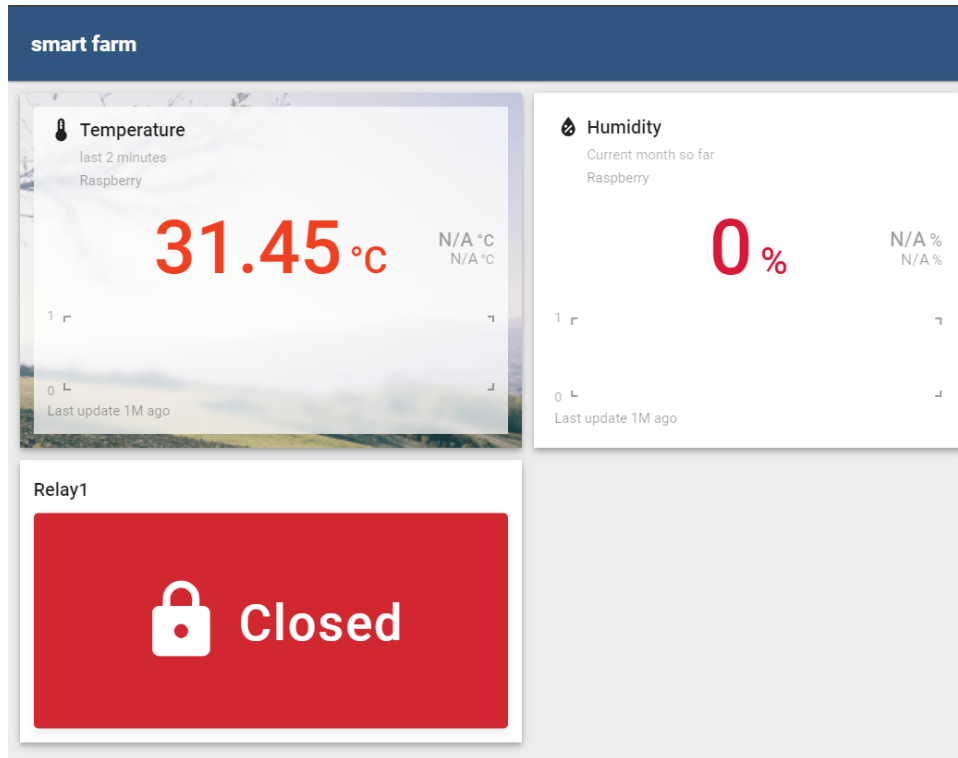 smart farm
Temperature
last 2 minutes
Raspberry
31.45 °C
N/A °C
N/A °C
1
0
Last update 1M ago
Humidity
Current month so far
Raspberry
0 %
N/A %
N/A %
1
0
Last update 1M ago
Relay1
Closed